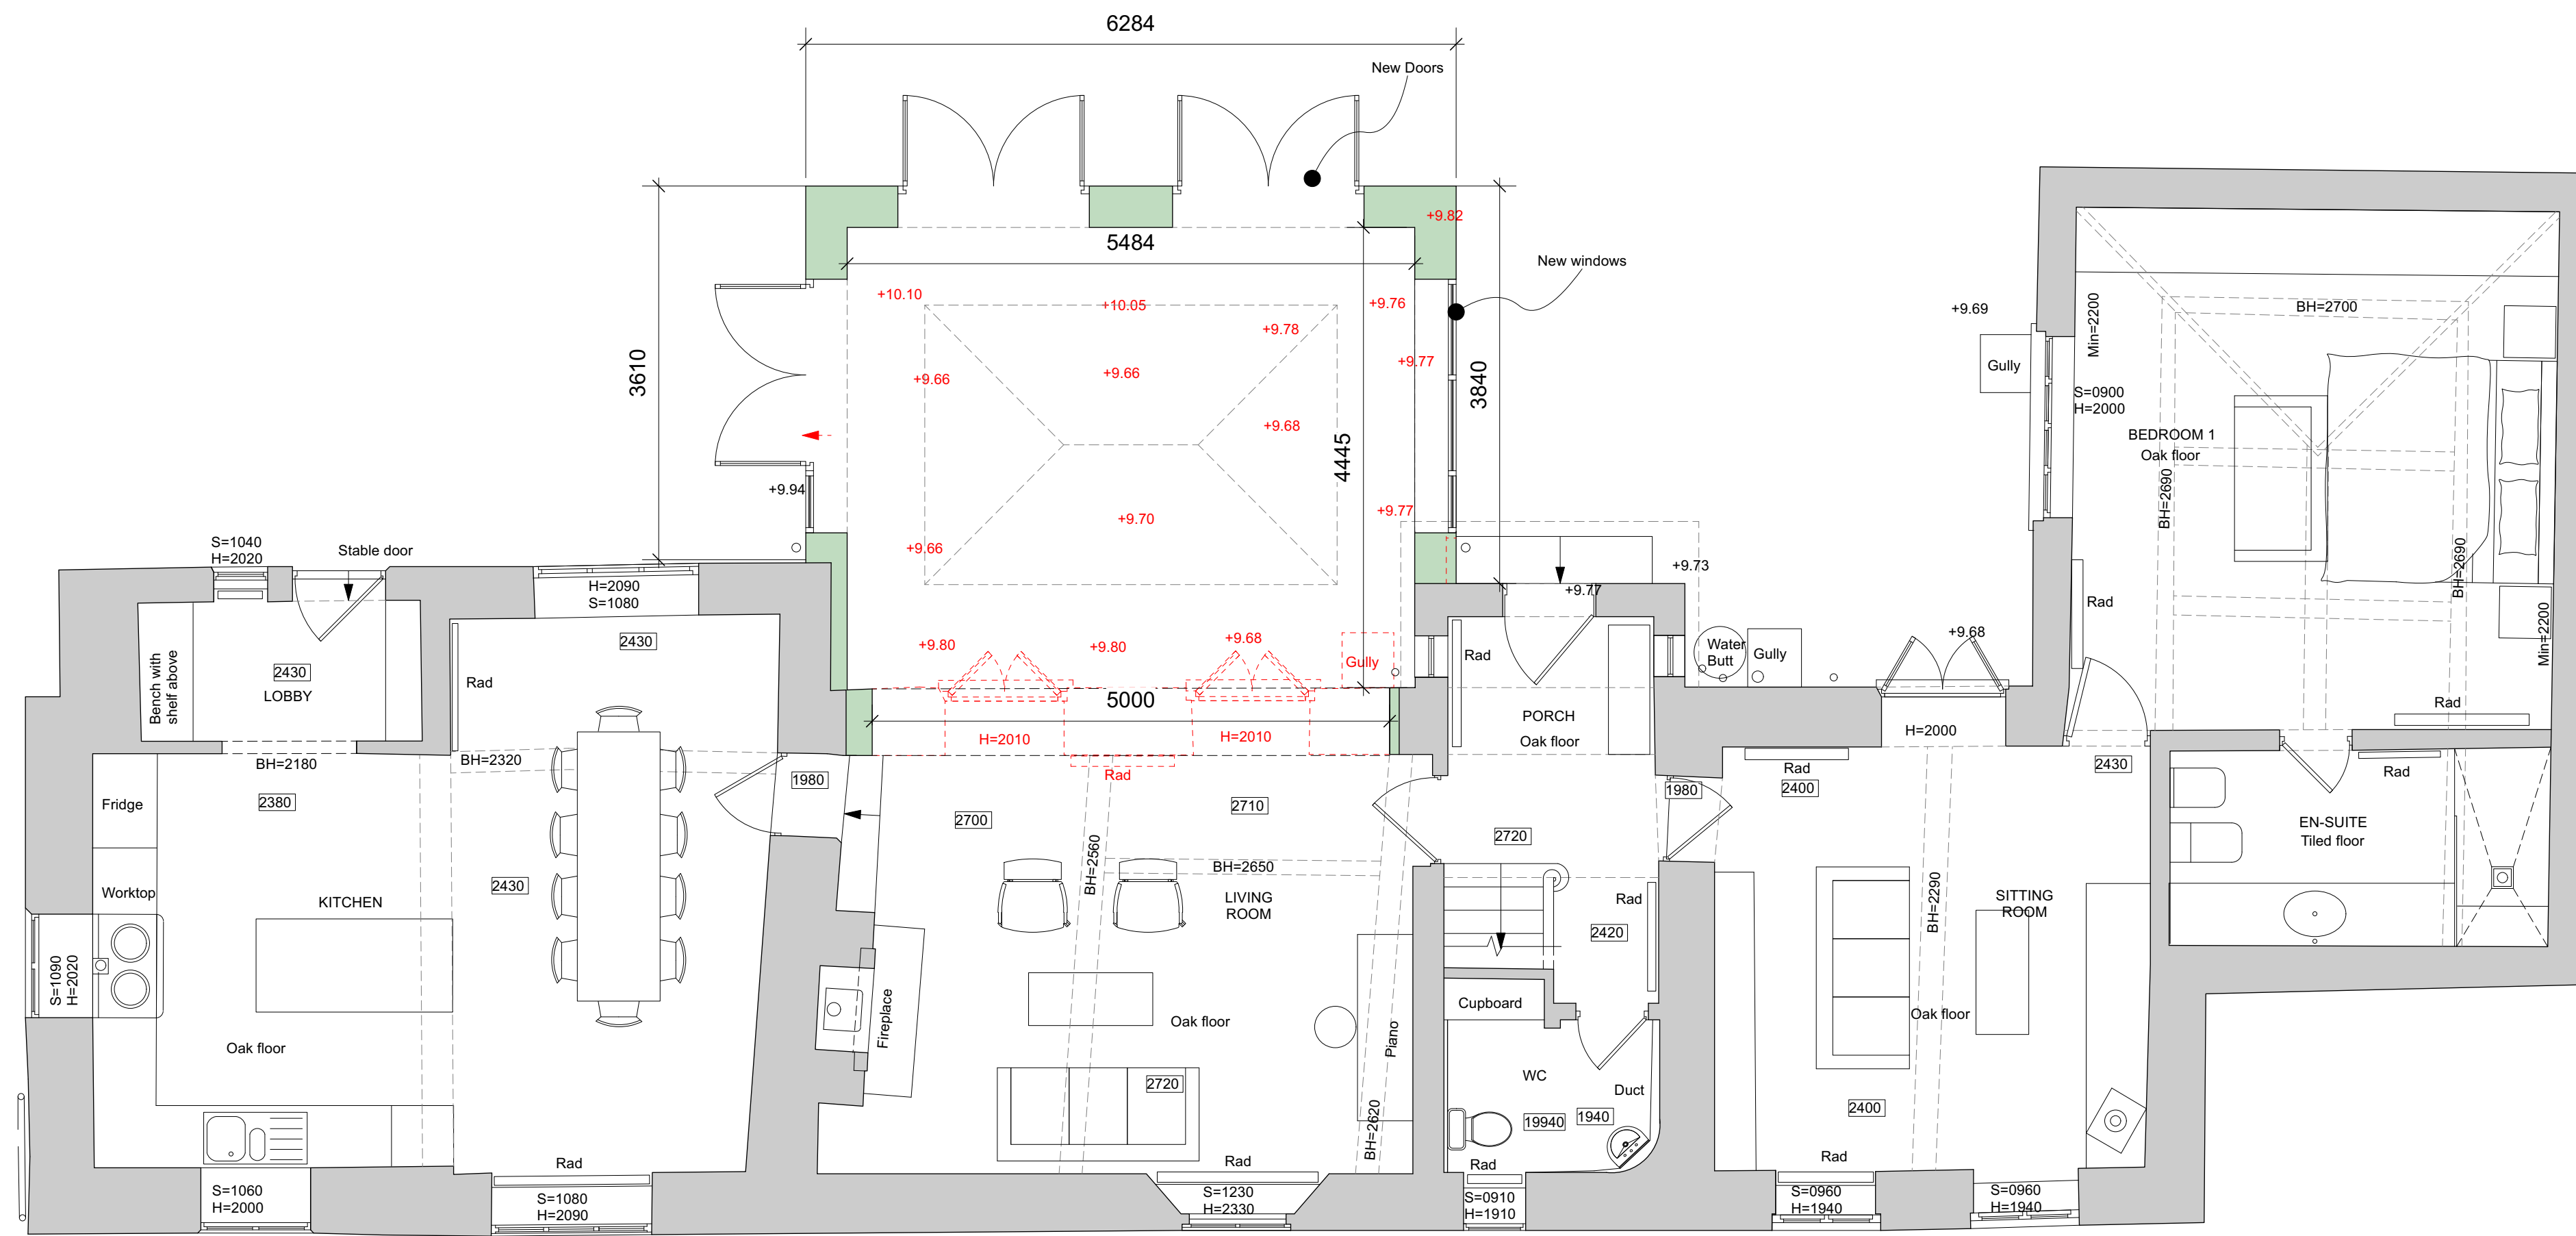 6284
New Doors
+9.82
5484
New windows
+10.10
+10.05
+9.76
+9.78
+9.77
+9.66
+9.66
3610
3840
+9.68
4445
+9.94
+9.70
+9.77
+9.66
+9.80
+9.80
+9.68
Gully
5000
H=2010
H=2010
Rad
+9.69
Gully
Min=2200
BH=2700
S=0900
H=2000
BEDROOM 1
Oak floor
BH=2690
BH=2690
Rad
Min=2200
Rad
+9.73
+9.77
+9.68
Water
Butt
Gully
H=2000
S=1040
H=2020
Stable door
H=2090
S=1080
2430
Bench with
shelf above
2430
LOBBY
Rad
BH=2180
BH=2320
Fridge
2380
1980
Worktop
KITCHEN
2430
S=1090
H=2020
Oak floor
S=1060
H=2000
Rad
S=1080
H=2090
2700
2710
BH=2560
BH=2650
LIVING
ROOM
Fireplace
Oak floor
Piano
2720
BH=2620
Rad
S=1230
H=2330
Rad
PORCH
Oak floor
2720
1980
Rad
2420
Cupboard
WC
Duct
19940
1940
Rad
S=0910
H=1910
Rad
2400
2430
BH=2290
SITTING
ROOM
Oak floor
2400
Rad
S=0960
H=1940
S=0960
H=1940
Rad
EN-SUITE
Tiled floor